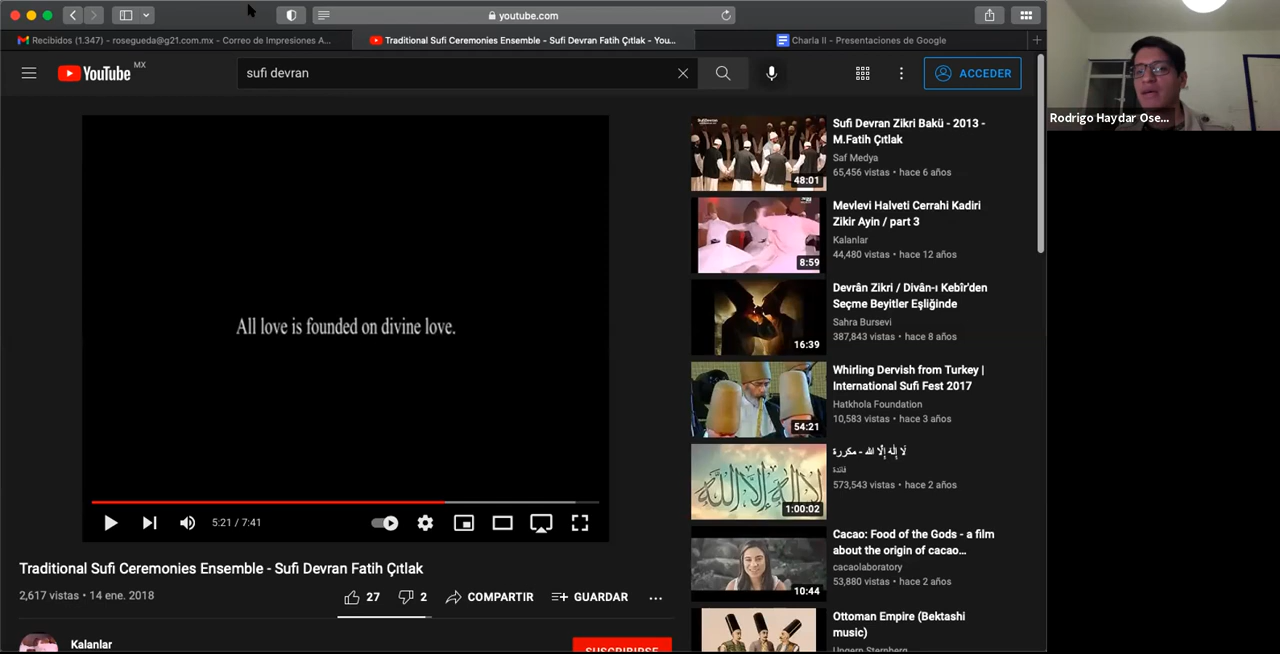 youtube.com
Recibidos (1.347) - rosegueda@g21.com.mx - Correo de Impresiones A...
Traditional Sufi Ceremonies Ensemble - Sufi Devran Fatih Çıtlak - You...
Charla II - Presentaciones de Google
YouTube MX
sufi devran
ACCEDER
Rodrigo Haydar Ose...
All love is founded on divine love.
5:21 / 7:41
Traditional Sufi Ceremonies Ensemble - Sufi Devran Fatih Çıtlak
2,617 vistas • 14 ene. 2018
27
2
COMPARTIR
GUARDAR
Kalanlar
SUSCRIBIRSE
48:01
Sufi Devran Zikri Bakü - 2013 -
M.Fatih Çıtlak
Saf Medya
65,456 vistas • hace 6 años
8:59
Mevlevi Halveti Cerrahi Kadiri
Zikir Ayin / part 3
Kalanlar
44,480 vistas • hace 12 años
16:39
Devrân Zikri / Divân-ı Kebîr'den
Seçme Beyitler Eşliğinde
Sahra Bursevi
387,843 vistas • hace 8 años
54:21
Whirling Dervish from Turkey |
International Sufi Fest 2017
Hatkhola Foundation
10,583 vistas • hace 3 años
لا إله إلا الله
1:00:02
لَا إِلَٰهَ إِلَّا الله - مكررة
فائدة
573,543 vistas • hace 2 años
10:44
Cacao: Food of the Gods - a film
about the origin of cacao...
cacaolaboratory
53,880 vistas • hace 2 años
Ottoman Empire (Bektashi
music)
Ungern Sternberg